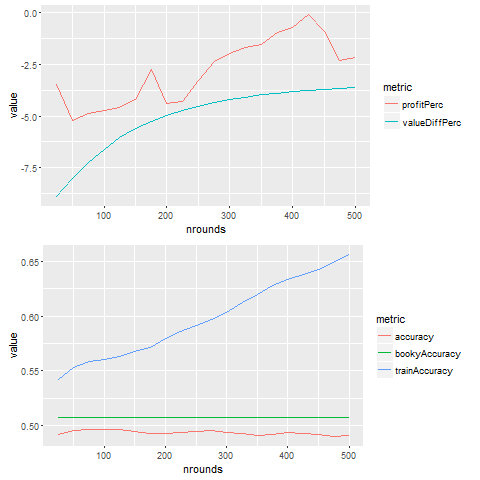 0.0
-2.5
-5.0
-7.5
value
100
200
300
400
500
nrounds
metric
profitPerc
valueDiffPerc
0.65
0.60
0.55
0.50
value
100
200
300
400
500
nrounds
metric
accuracy
bookyAccuracy
trainAccuracy